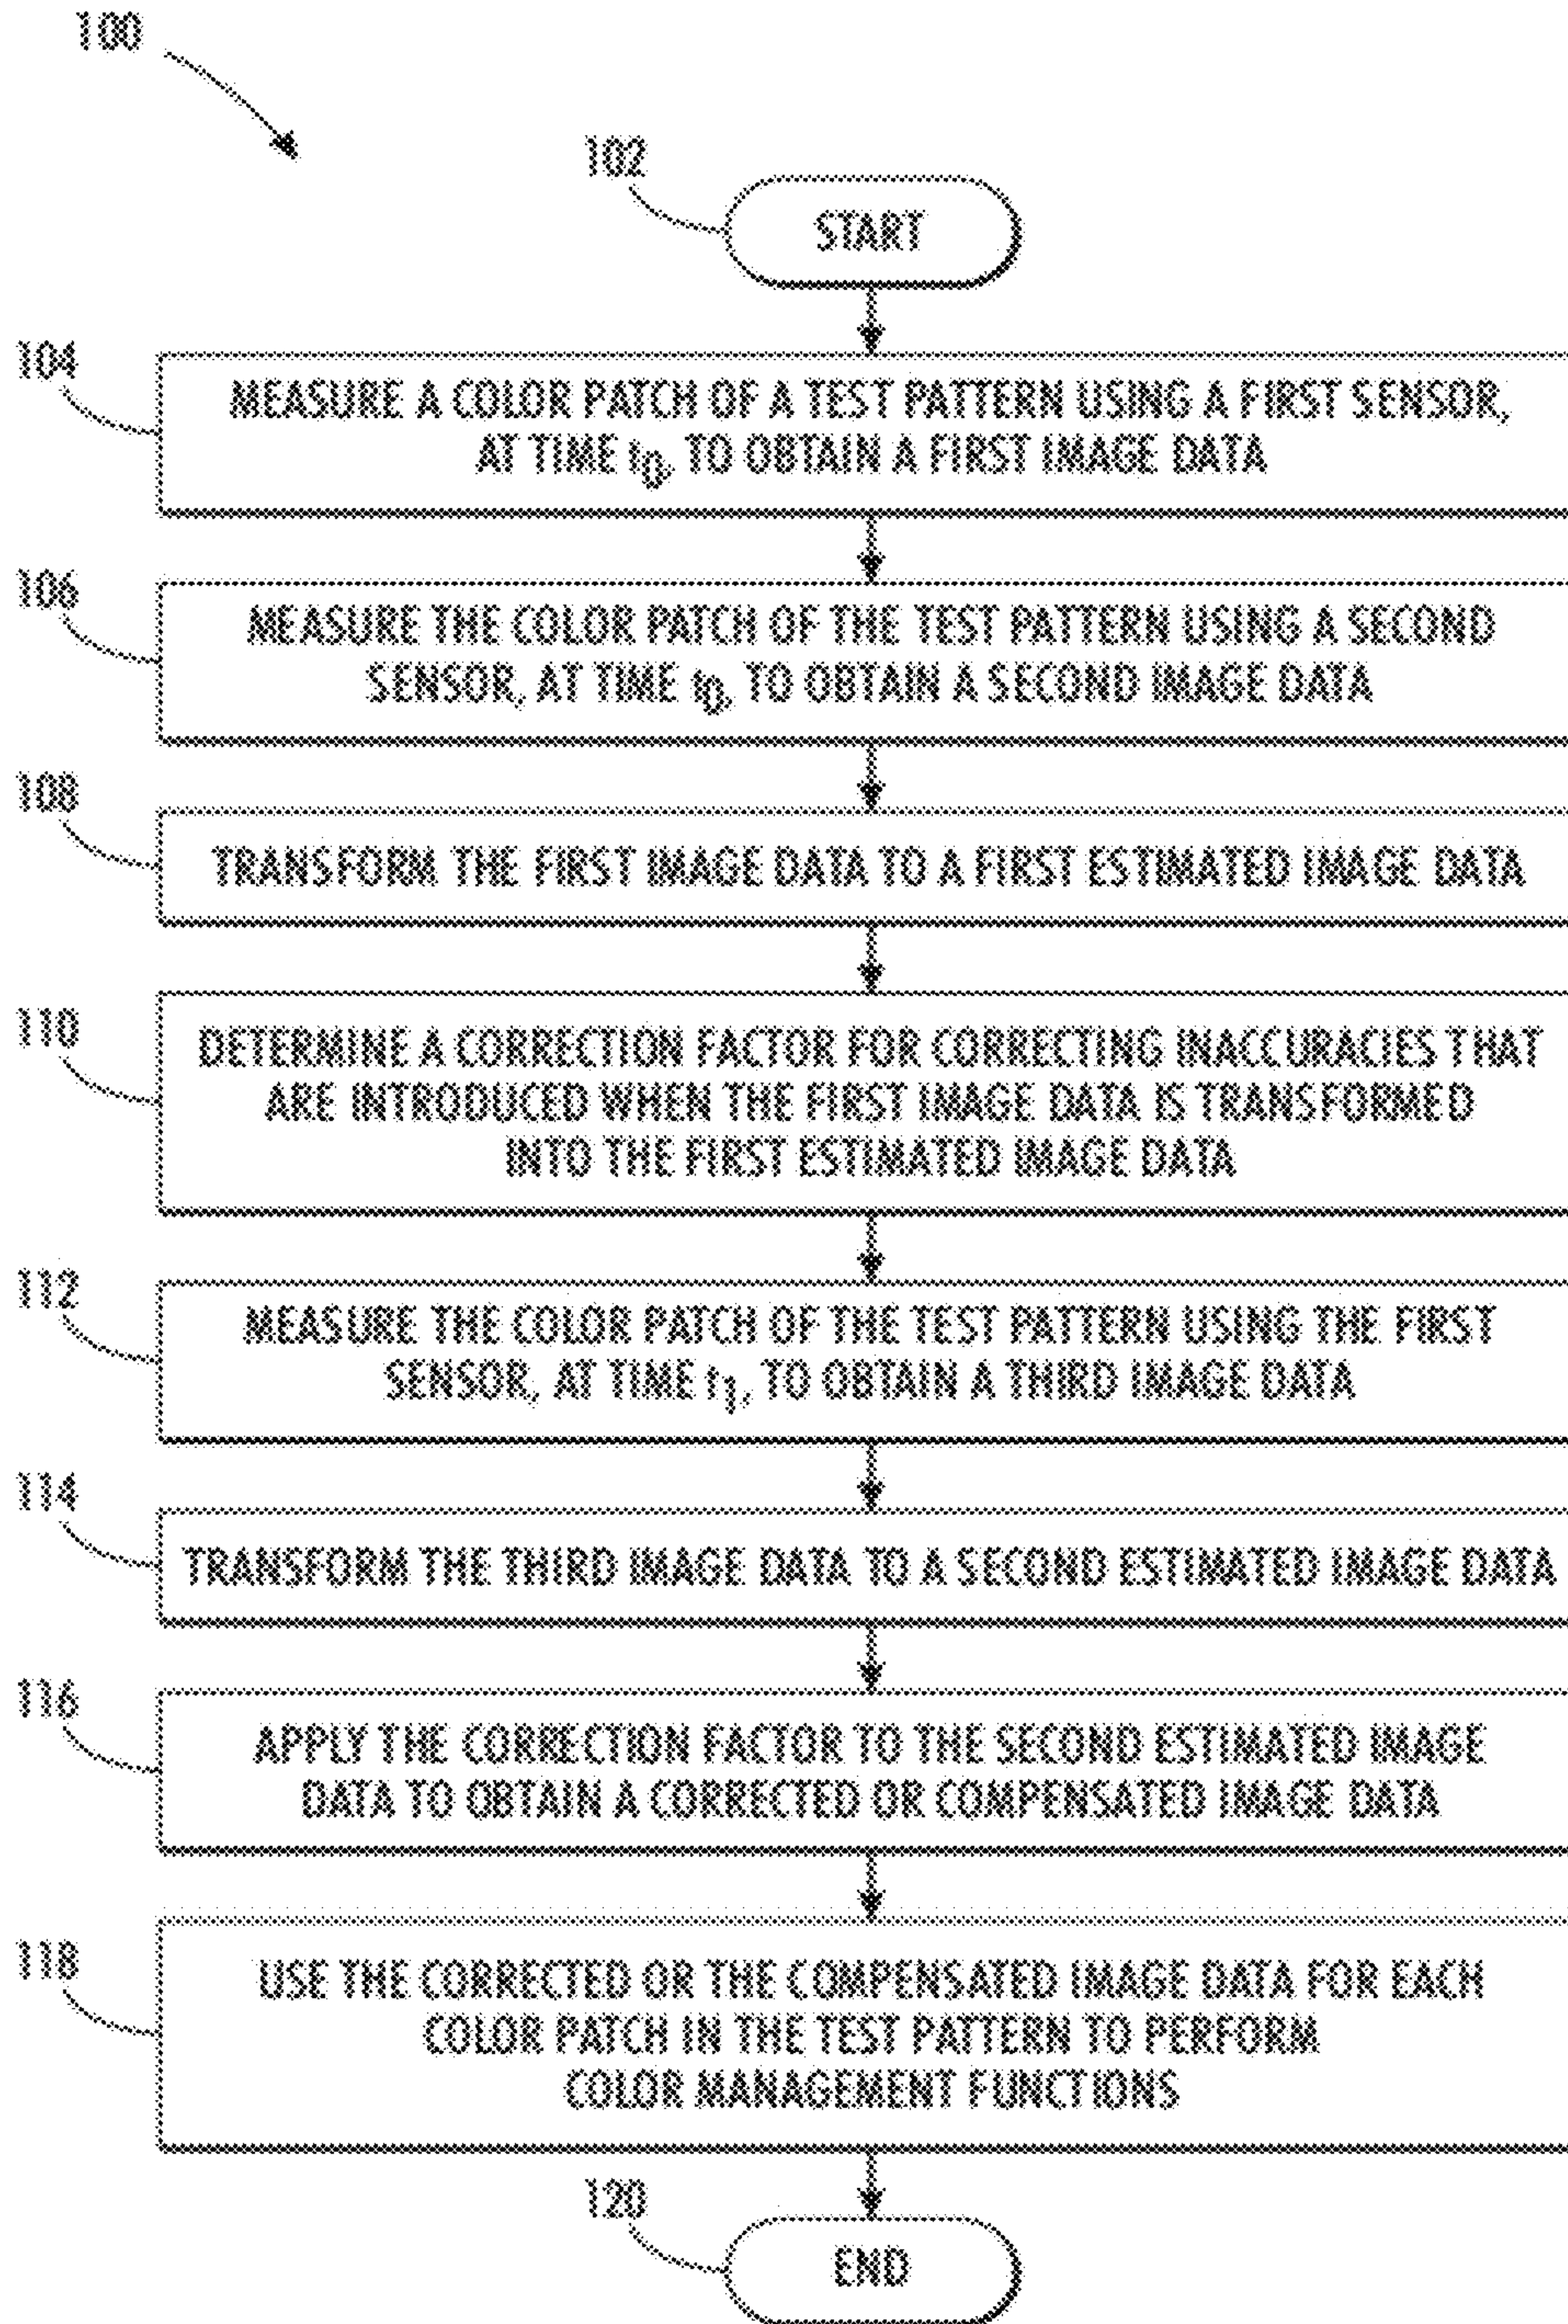 100
102
START
104
MEASURE A COLOR PATCH OF A TEST PATTERN USING A FIRST SENSOR,
AT TIME t0, TO OBTAIN A FIRST IMAGE DATA
106
MEASURE THE COLOR PATCH OF THE TEST PATTERN USING A SECOND
SENSOR, AT TIME t0, TO OBTAIN A SECOND IMAGE DATA
108
TRANSFORM THE FIRST IMAGE DATA TO A FIRST ESTIMATED IMAGE DATA
110
DETERMINE A CORRECTION FACTOR FOR CORRECTING INACCURACIES THAT
ARE INTRODUCED WHEN THE FIRST IMAGE DATA IS TRANSFORMED
INTO THE FIRST ESTIMATED IMAGE DATA
112
MEASURE THE COLOR PATCH OF THE TEST PATTERN USING THE FIRST
SENSOR, AT TIME t1, TO OBTAIN A THIRD IMAGE DATA
114
TRANSFORM THE THIRD IMAGE DATA TO A SECOND ESTIMATED IMAGE DATA
116
APPLY THE CORRECTION FACTOR TO THE SECOND ESTIMATED IMAGE
DATA TO OBTAIN A CORRECTED OR COMPENSATED IMAGE DATA
118
USE THE CORRECTED OR THE COMPENSATED IMAGE DATA FOR EACH
COLOR PATCH IN THE TEST PATTERN TO PERFORM
COLOR MANAGEMENT FUNCTIONS
120
END